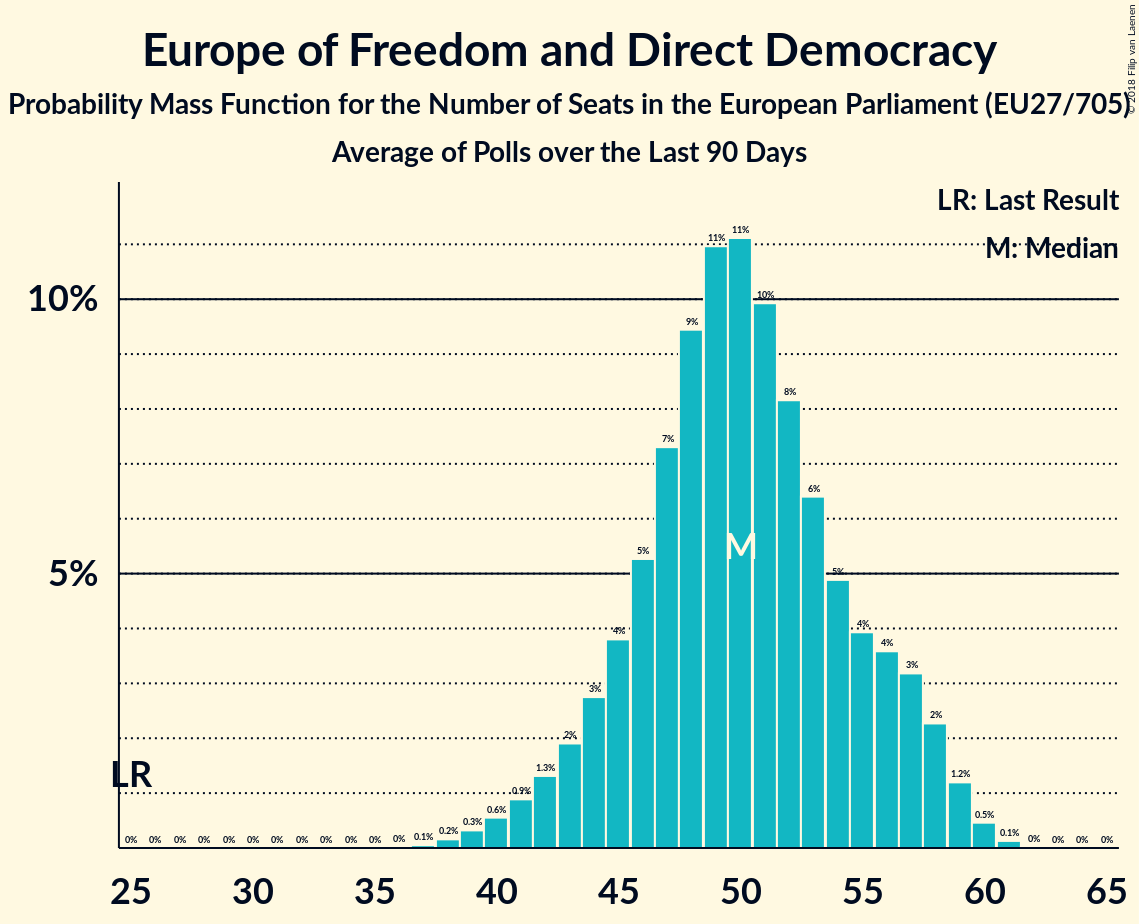 Europe of Freedom and Direct Democracy
Probability Mass Function for the Number of Seats in the European Parliament (EU27/705)
Average of Polls over the Last 90 Days
© 2018 Filip van Laenen
LR: Last Result
M: Median
10%
5%
LR
M
0% 0% 0% 0% 0% 0% 0% 0% 0% 0% 0% 0% 0.1% 0.2% 0.3% 0.6% 0.9% 1.3% 2% 3% 4% 5% 7% 9% 11% 11% 10% 8% 6% 5% 4% 4% 3% 2% 1.2% 0.5% 0.1% 0% 0% 0% 0%
25 30 35 40 45 50 55 60 65